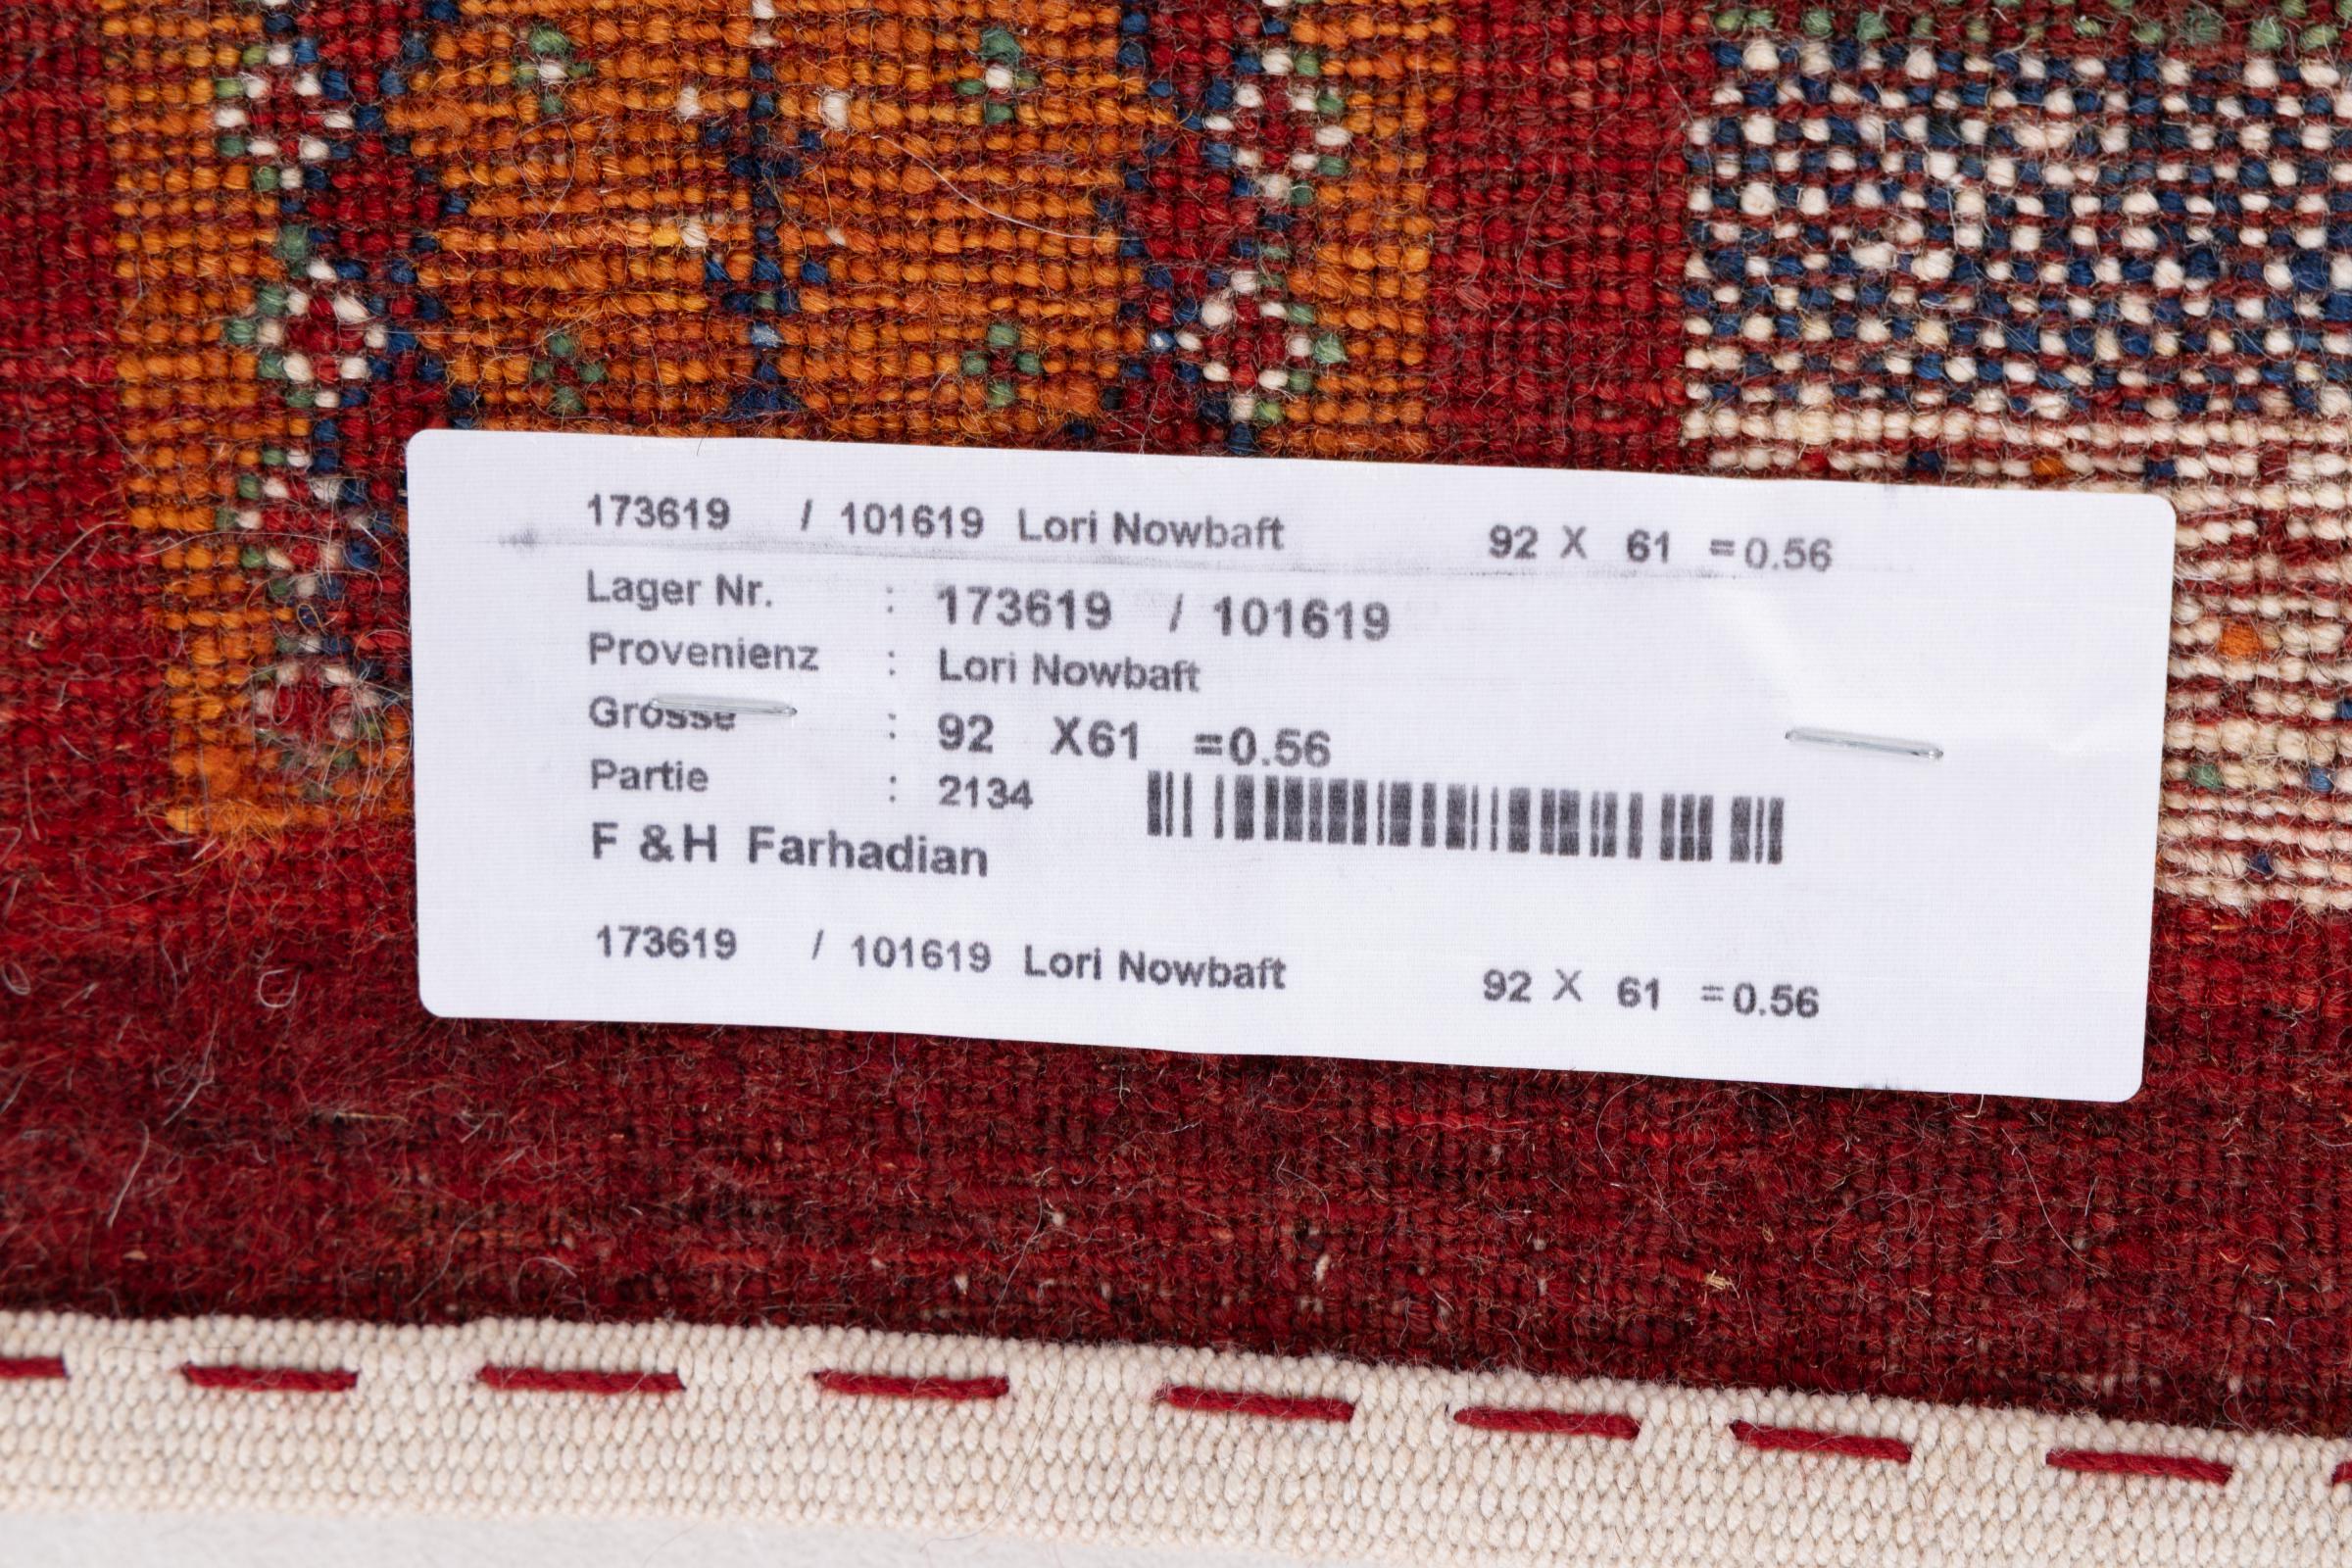 173619 / 101619 Lori Nowbaft 92 X 61 =0.56
Lager Nr. : 173619 / 101619
Provenienz : Lori Nowbaft
Grösse : 92 X61 =0.56
Partie : 2134
F &H Farhadian
173619 / 101619 Lori Nowbaft 92 X 61 =0.56